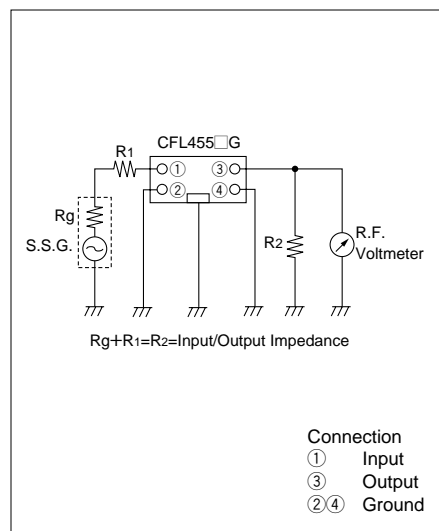 CFL455□G
R1
① ③
② ④
Rg
S.S.G.
R2
R.F.
Voltmeter
Rg+R1=R2=Input/Output Impedance
Connection
① Input
③ Output
②④ Ground